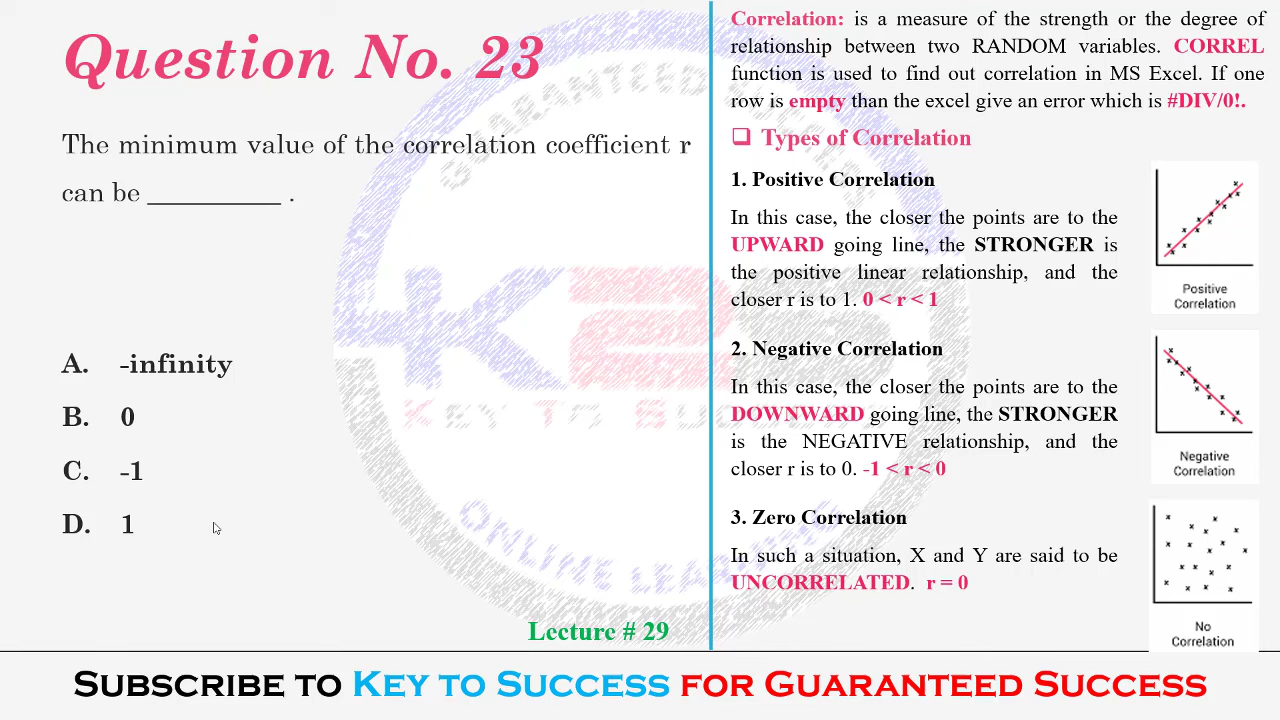 Question No. 23
The minimum value of the correlation coefficient r
can be __________ .
A. -infinity
B. 0
C. -1
D. 1
Lecture # 29
Correlation: is a measure of the strength or the degree of
relationship between two RANDOM variables. CORREL
function is used to find out correlation in MS Excel. If one
row is empty than the excel give an error which is #DIV/0!.
❑ Types of Correlation
1. Positive Correlation
In this case, the closer the points are to the
UPWARD going line, the STRONGER is
the positive linear relationship, and the
closer r is to 1. 0 < r < 1
Positive
Correlation
2. Negative Correlation
In this case, the closer the points are to the
DOWNWARD going line, the STRONGER
is the NEGATIVE relationship, and the
closer r is to 0. -1 < r < 0
Negative
Correlation
3. Zero Correlation
In such a situation, X and Y are said to be
UNCORRELATED. r = 0
No
Correlation
GUARANTEED
K2S
KEY TO SUCCESS
ONLINE LEARNING
SUBSCRIBE TO KEY TO SUCCESS FOR GUARANTEED SUCCESS